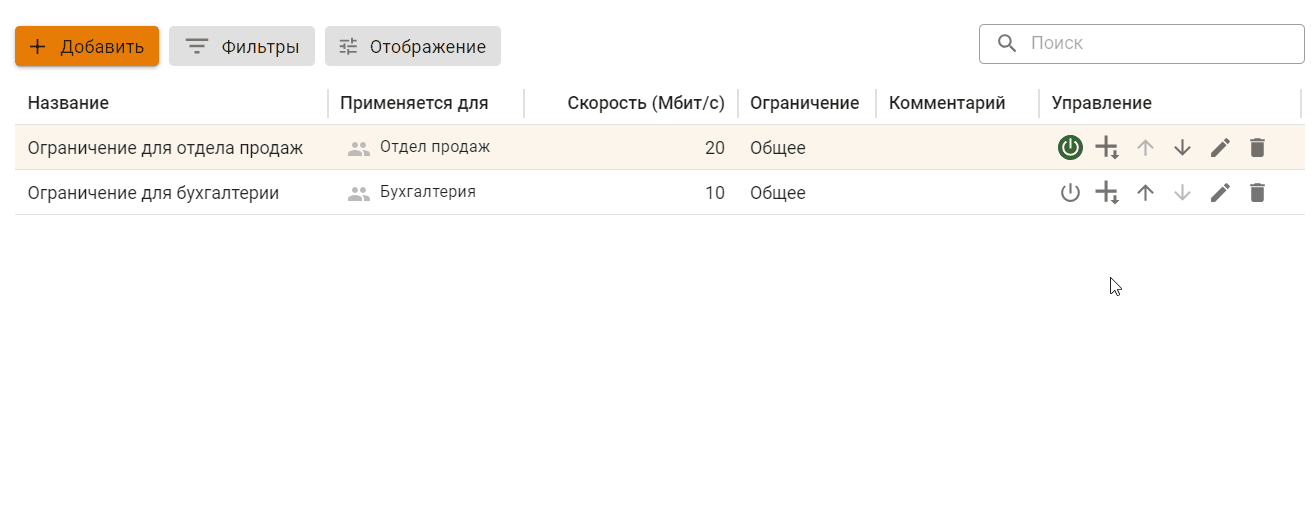 Добавить Фильтры Отображение Поиск
Название Применяется для Скорость (Мбит/с) Ограничение Комментарий Управление
Ограничение для отдела продаж Отдел продаж 20 Общее
Ограничение для бухгалтерии Бухгалтерия 10 Общее